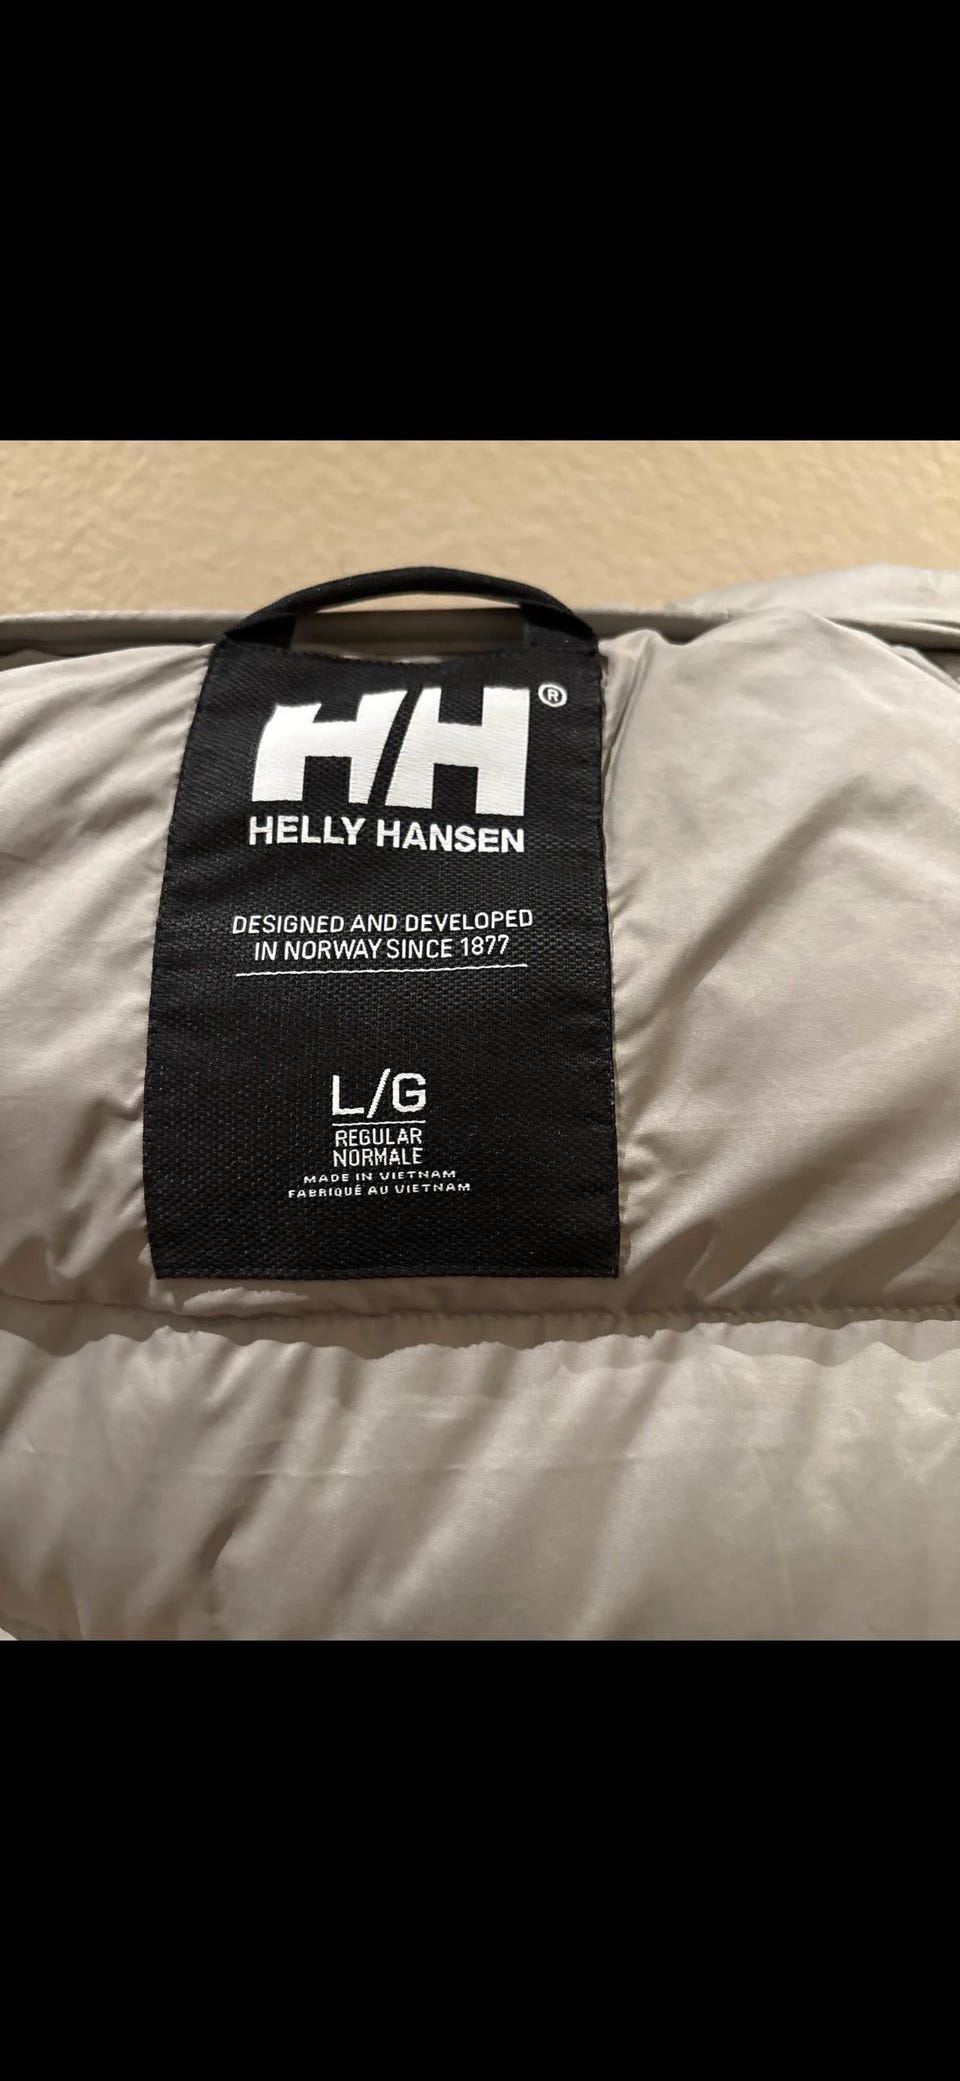 HH®
HELLY HANSEN
DESIGNED AND DEVELOPED
IN NORWAY SINCE 1877
L/G
REGULAR
NORMALE
MADE IN VIETNAM
FABRIQUÉ AU VIETNAM